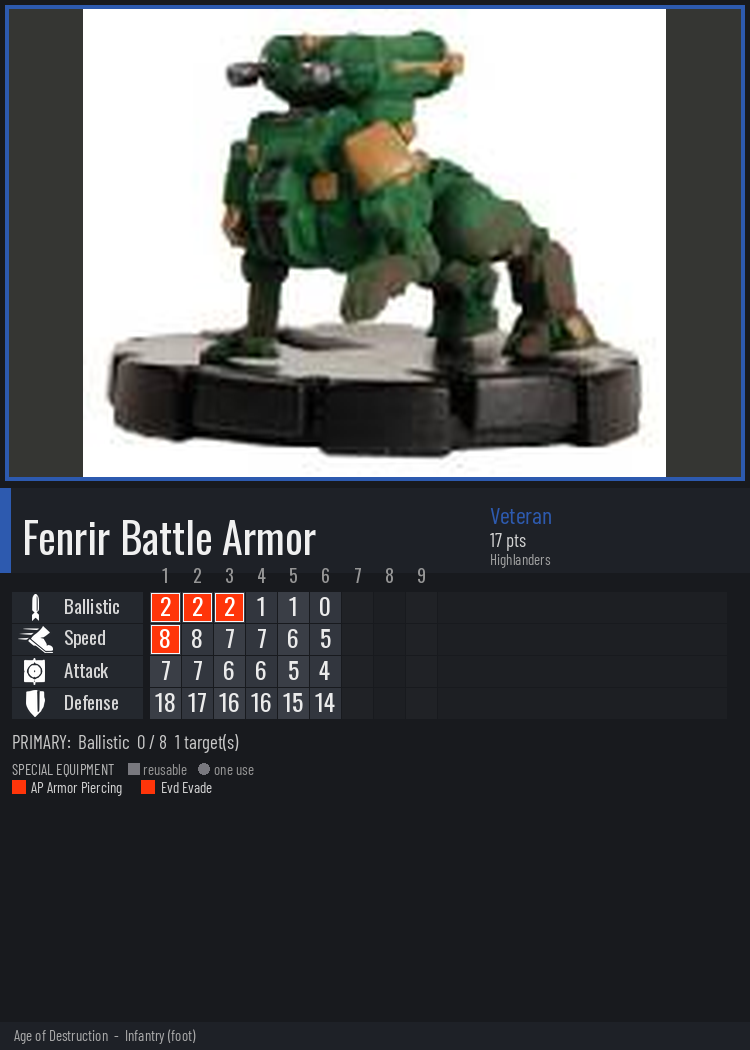 Fenrir Battle Armor
Veteran
17 pts
Highlanders
1 2 3 4 5 6 7 8 9
Ballistic 2 2 2 1 1 0
Speed 8 8 7 7 6 5
Attack 7 7 6 6 5 4
Defense 18 17 16 16 15 14
PRIMARY: Ballistic 0 / 8 1 target(s)
SPECIAL EQUIPMENT reusable one use
AP Armor Piercing Evd Evade
Age of Destruction - Infantry (foot)